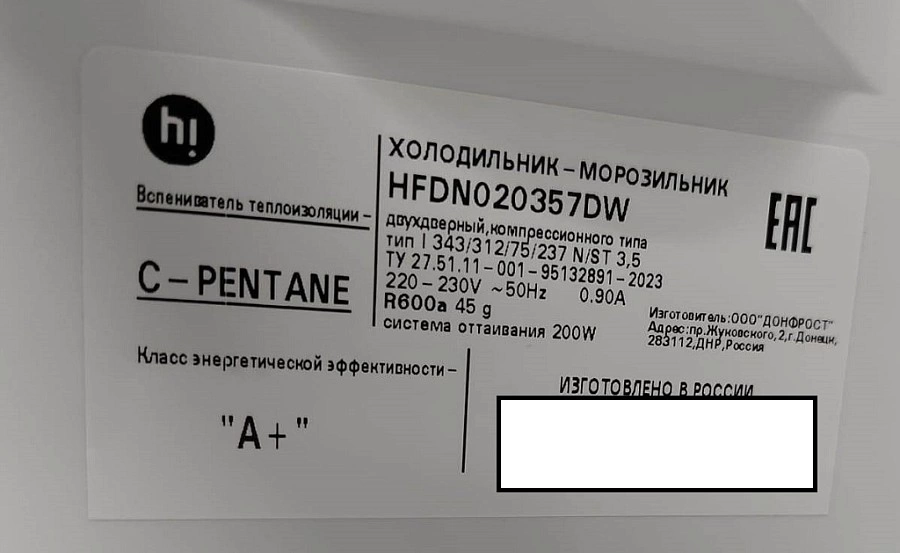 h!
Вспениватель теплоизоляции –
C – PENTANE
Класс энергетической эффективности –
"A+"
ХОЛОДИЛЬНИК – МОРОЗИЛЬНИК
HFDN020357DW
двухдверный,компрессионного типа
тип I 343/312/75/237 N/ST 3,5
ТУ 27.51.11 – 001 – 95132891 – 2023
220 – 230V ~50Hz 0.90A
R600a 45 g
система оттаивания 200W
EAC
Изготовитель:ООО"ДОНФРОСТ"
Адрес:пр.Жуковского,2,г.Донецк,
283112,ДНР,Россия
ИЗГОТОВЛЕНО В РОССИИ